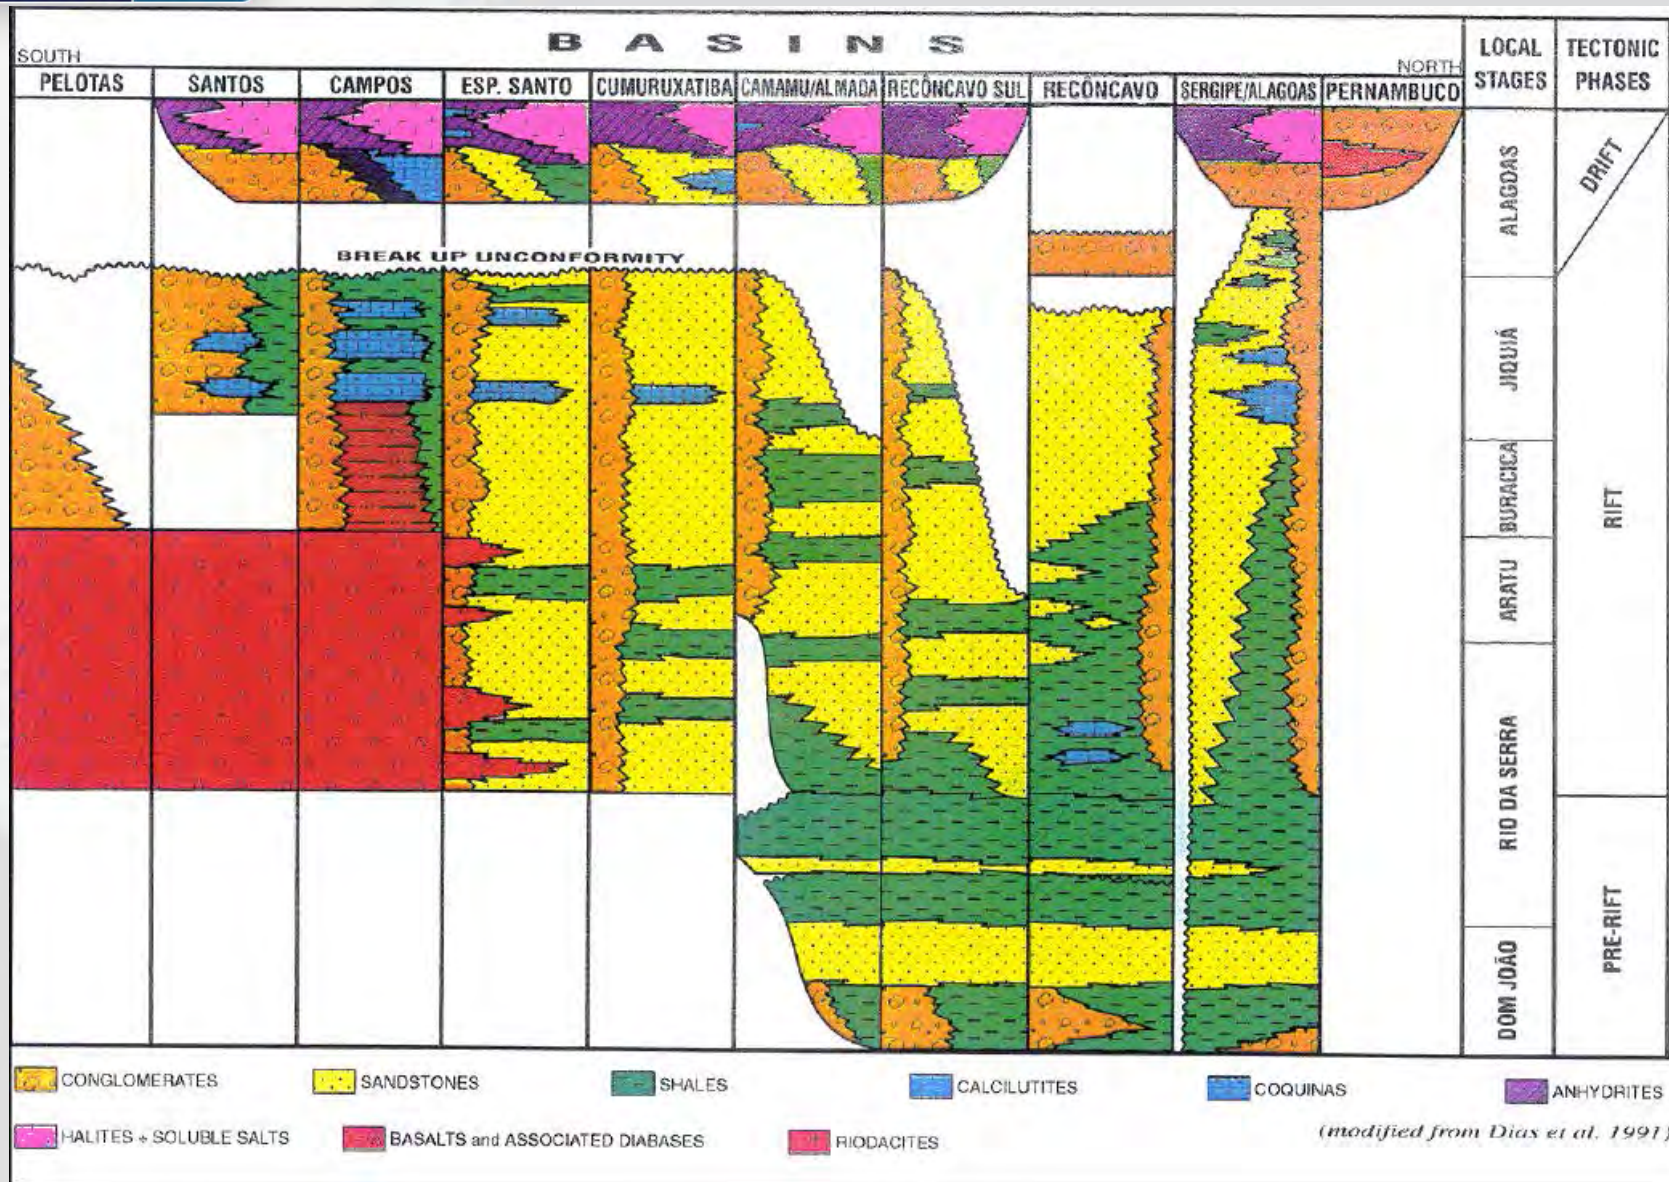 BASINS
SOUTH
NORTH
LOCAL STAGES
TECTONIC PHASES
PELOTAS
SANTOS
CAMPOS
ESP. SANTO
CUMURUXATIBA
CAMAMU/ALMADA
RECÔNCAVO SUL
RECÔNCAVO
SERGIPE/ALAGOAS
PERNAMBUCO
BREAK UP UNCONFORMITY
ALAGOAS
JIQUIÁ
BURACICA
ARATU
RIO DA SERRA
DOM JOÃO
DRIFT
RIFT
PRE-RIFT
CONGLOMERATES
SANDSTONES
SHALES
CALCILUTITES
COQUINAS
ANHYDRITES
HALITES + SOLUBLE SALTS
BASALTS and ASSOCIATED DIABASES
RIODACITES
(modified from Dias et al. 1991)